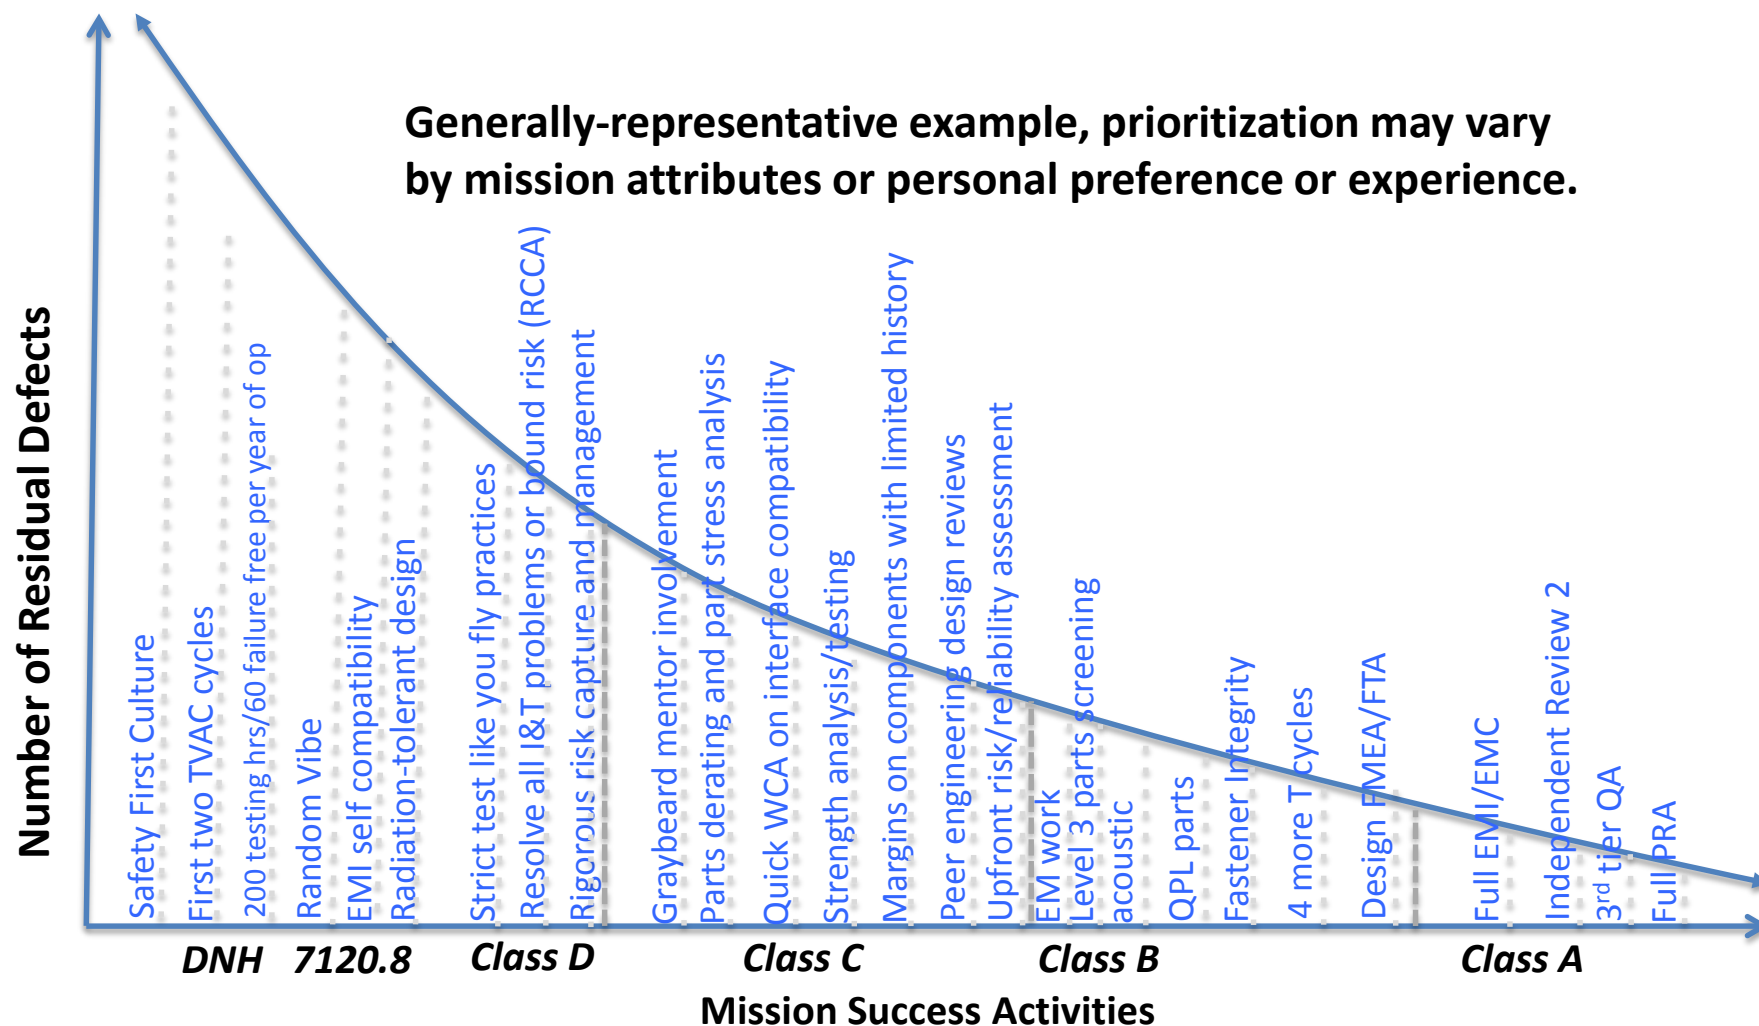 Generally-representative example, prioritization may vary
by mission attributes or personal preference or experience.
Number of Residual Defects
Safety First Culture
First two TVAC cycles
200 testing hrs/60 failure free per year of op
Random Vibe
EMI self compatibility
Radiation-tolerant design
Strict test like you fly practices
Resolve all I&T problems or bound risk (RCCA)
Rigorous risk capture and management
Graybeard mentor involvement
Parts derating and part stress analysis
Quick WCA on interface compatibility
Strength analysis/testing
Margins on components with limited history
Peer engineering design reviews
Upfront risk/reliability assessment
EM work
Level 3 parts screening
acoustic
QPL parts
Fastener Integrity
4 more T cycles
Design FMEA/FTA
Full EMI/EMC
Independent Review 2
3rd tier QA
Full PRA
DNH 7120.8 Class D Class C Class B Class A
Mission Success Activities